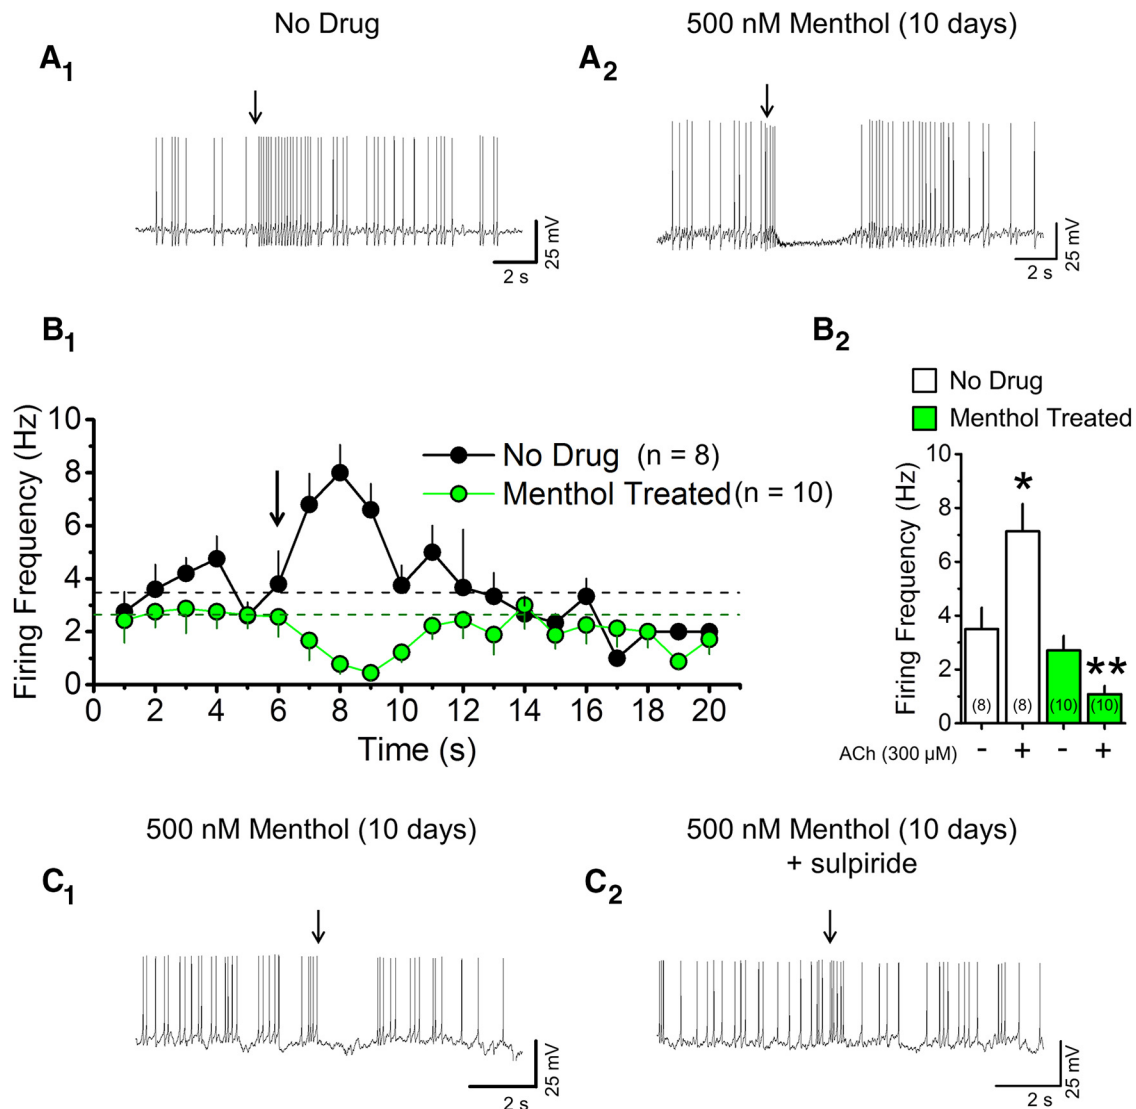 No Drug
500 nM Menthol (10 days)
A1
A2
25 mV
2 s
25 mV
2 s
B1
B2
No Drug
Menthol Treated
Firing Frequency (Hz)
10
8
6
4
2
0
No Drug (n = 8)
Menthol Treated (n = 10)
0 2 4 6 8 10 12 14 16 18 20
Time (s)
Firing Frequency (Hz)
10
8
6
4
2
0
*
**
(8) (8) (10) (10)
ACh (300 µM) - + - +
500 nM Menthol (10 days)
500 nM Menthol (10 days)
+ sulpiride
C1
C2
25 mV
2 s
25 mV
2 s